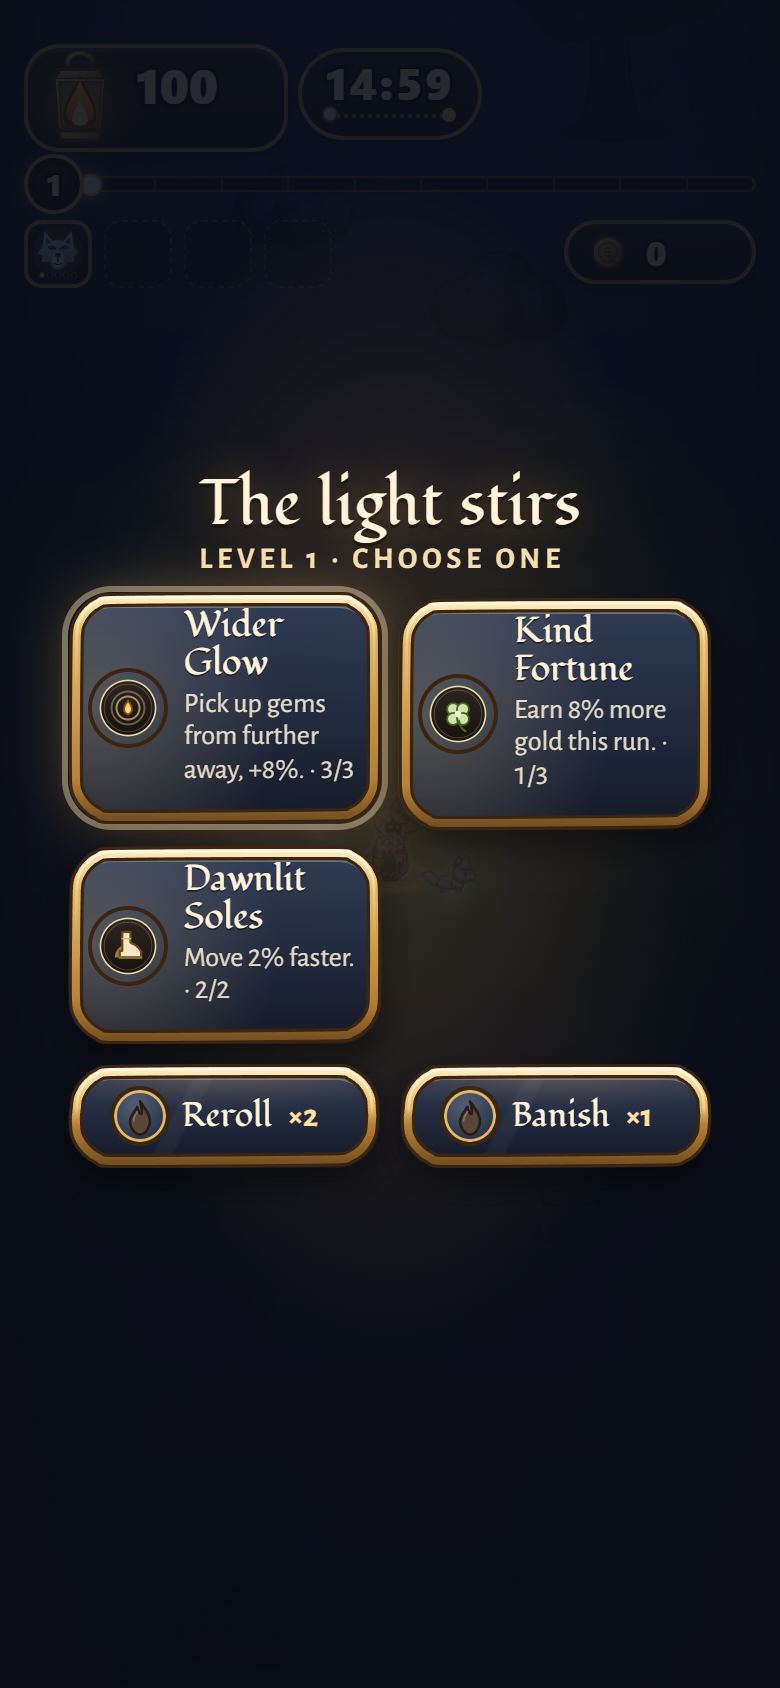 100
14:59
1
0
The light stirs
LEVEL 1 · CHOOSE ONE
Wider
Glow
Pick up gems
from further
away, +8%. · 3/3
Kind
Fortune
Earn 8% more
gold this run. ·
1/3
Dawnlit
Soles
Move 2% faster.
· 2/2
Reroll ×2
Banish ×1